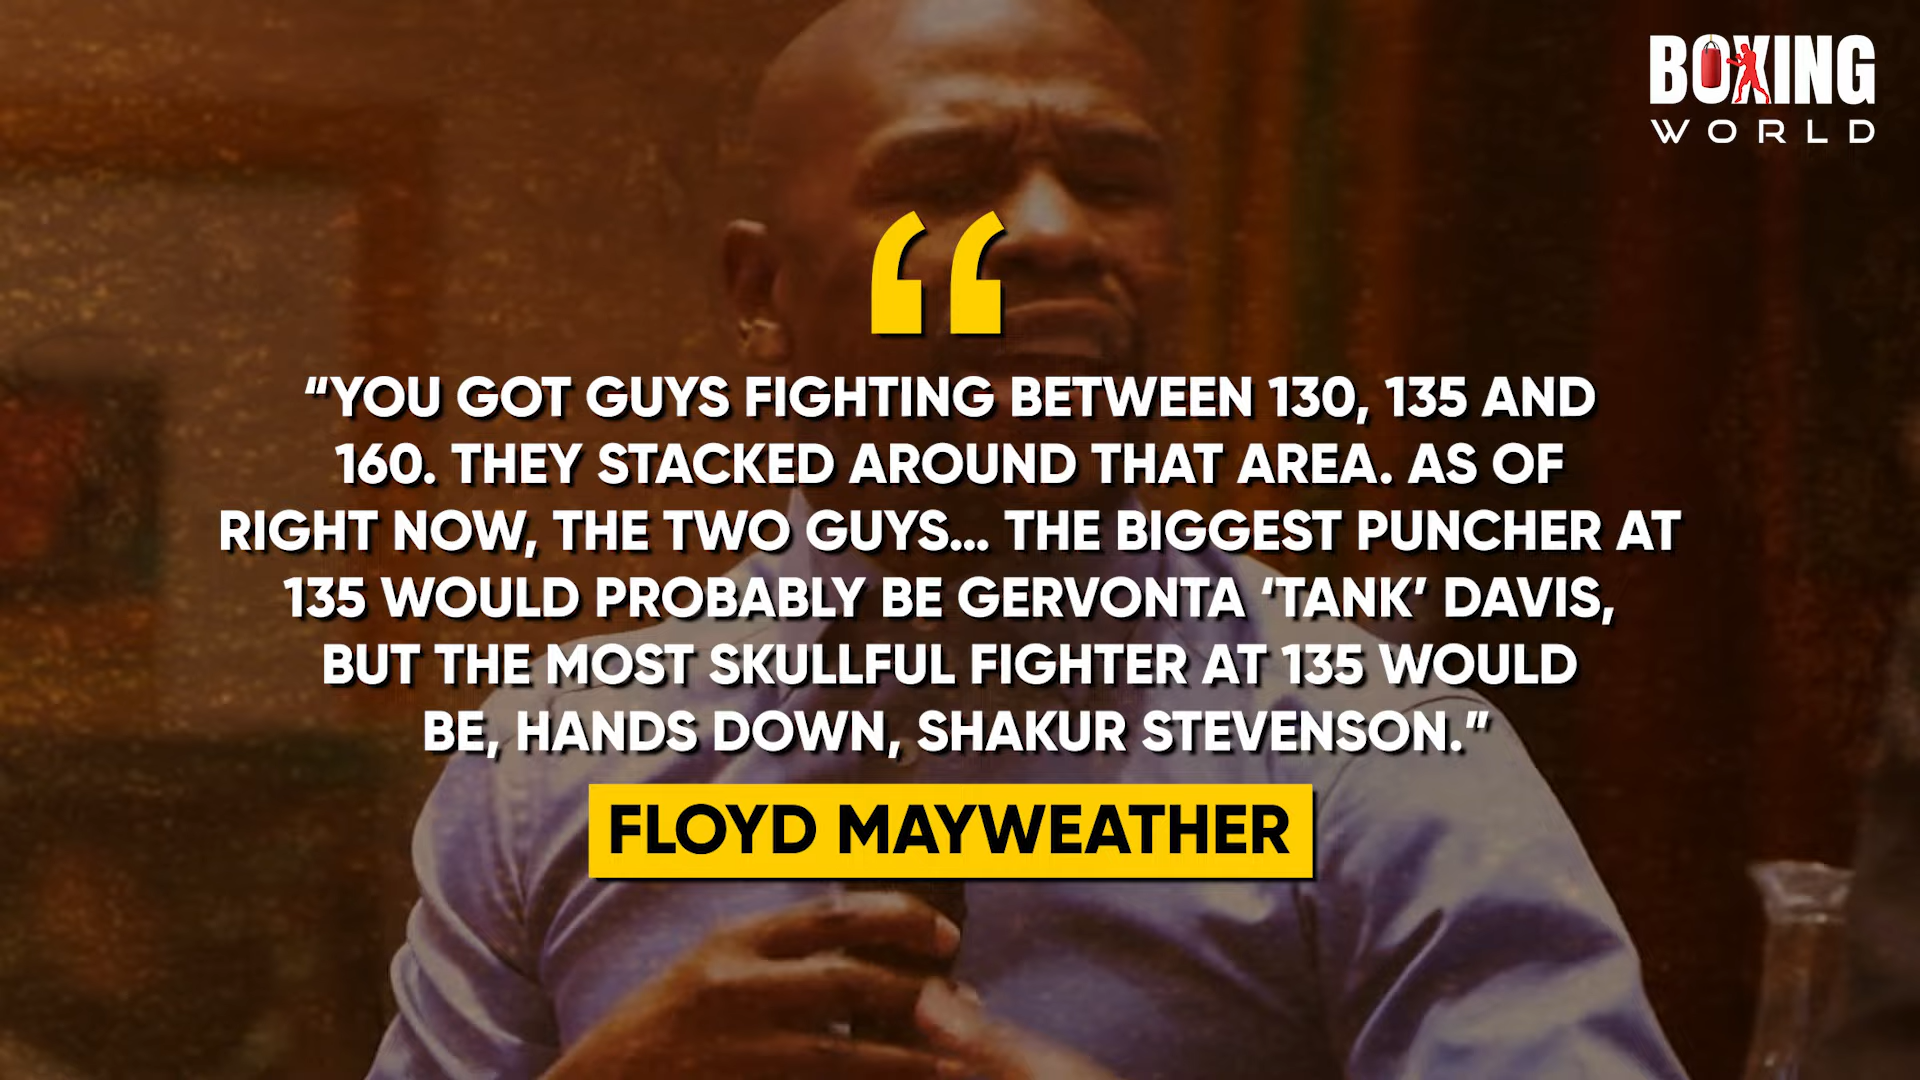 BOXING
WORLD
“
“YOU GOT GUYS FIGHTING BETWEEN 130, 135 AND
160. THEY STACKED AROUND THAT AREA. AS OF
RIGHT NOW, THE TWO GUYS... THE BIGGEST PUNCHER AT
135 WOULD PROBABLY BE GERVONTA ‘TANK’ DAVIS,
BUT THE MOST SKULLFUL FIGHTER AT 135 WOULD
BE, HANDS DOWN, SHAKUR STEVENSON.”
FLOYD MAYWEATHER